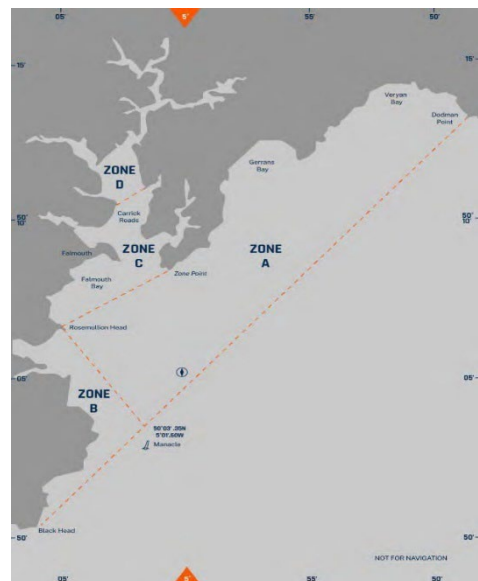 05'
5°
55'
50'
15'
15'
Veryan
Bay
Dodman
Point
Gerrans
Bay
ZONE
D
Carrick
Roads
50°
10'
50°
10'
Falmouth
ZONE
C
ZONE
A
Zone Point
Falmouth
Bay
Rosemullion Head
05'
05'
ZONE
B
50°03'.35N
5°01'.60W
Manacle
Black Head
50°
50°
NOT FOR NAVIGATION
05'
5°
55'
50'